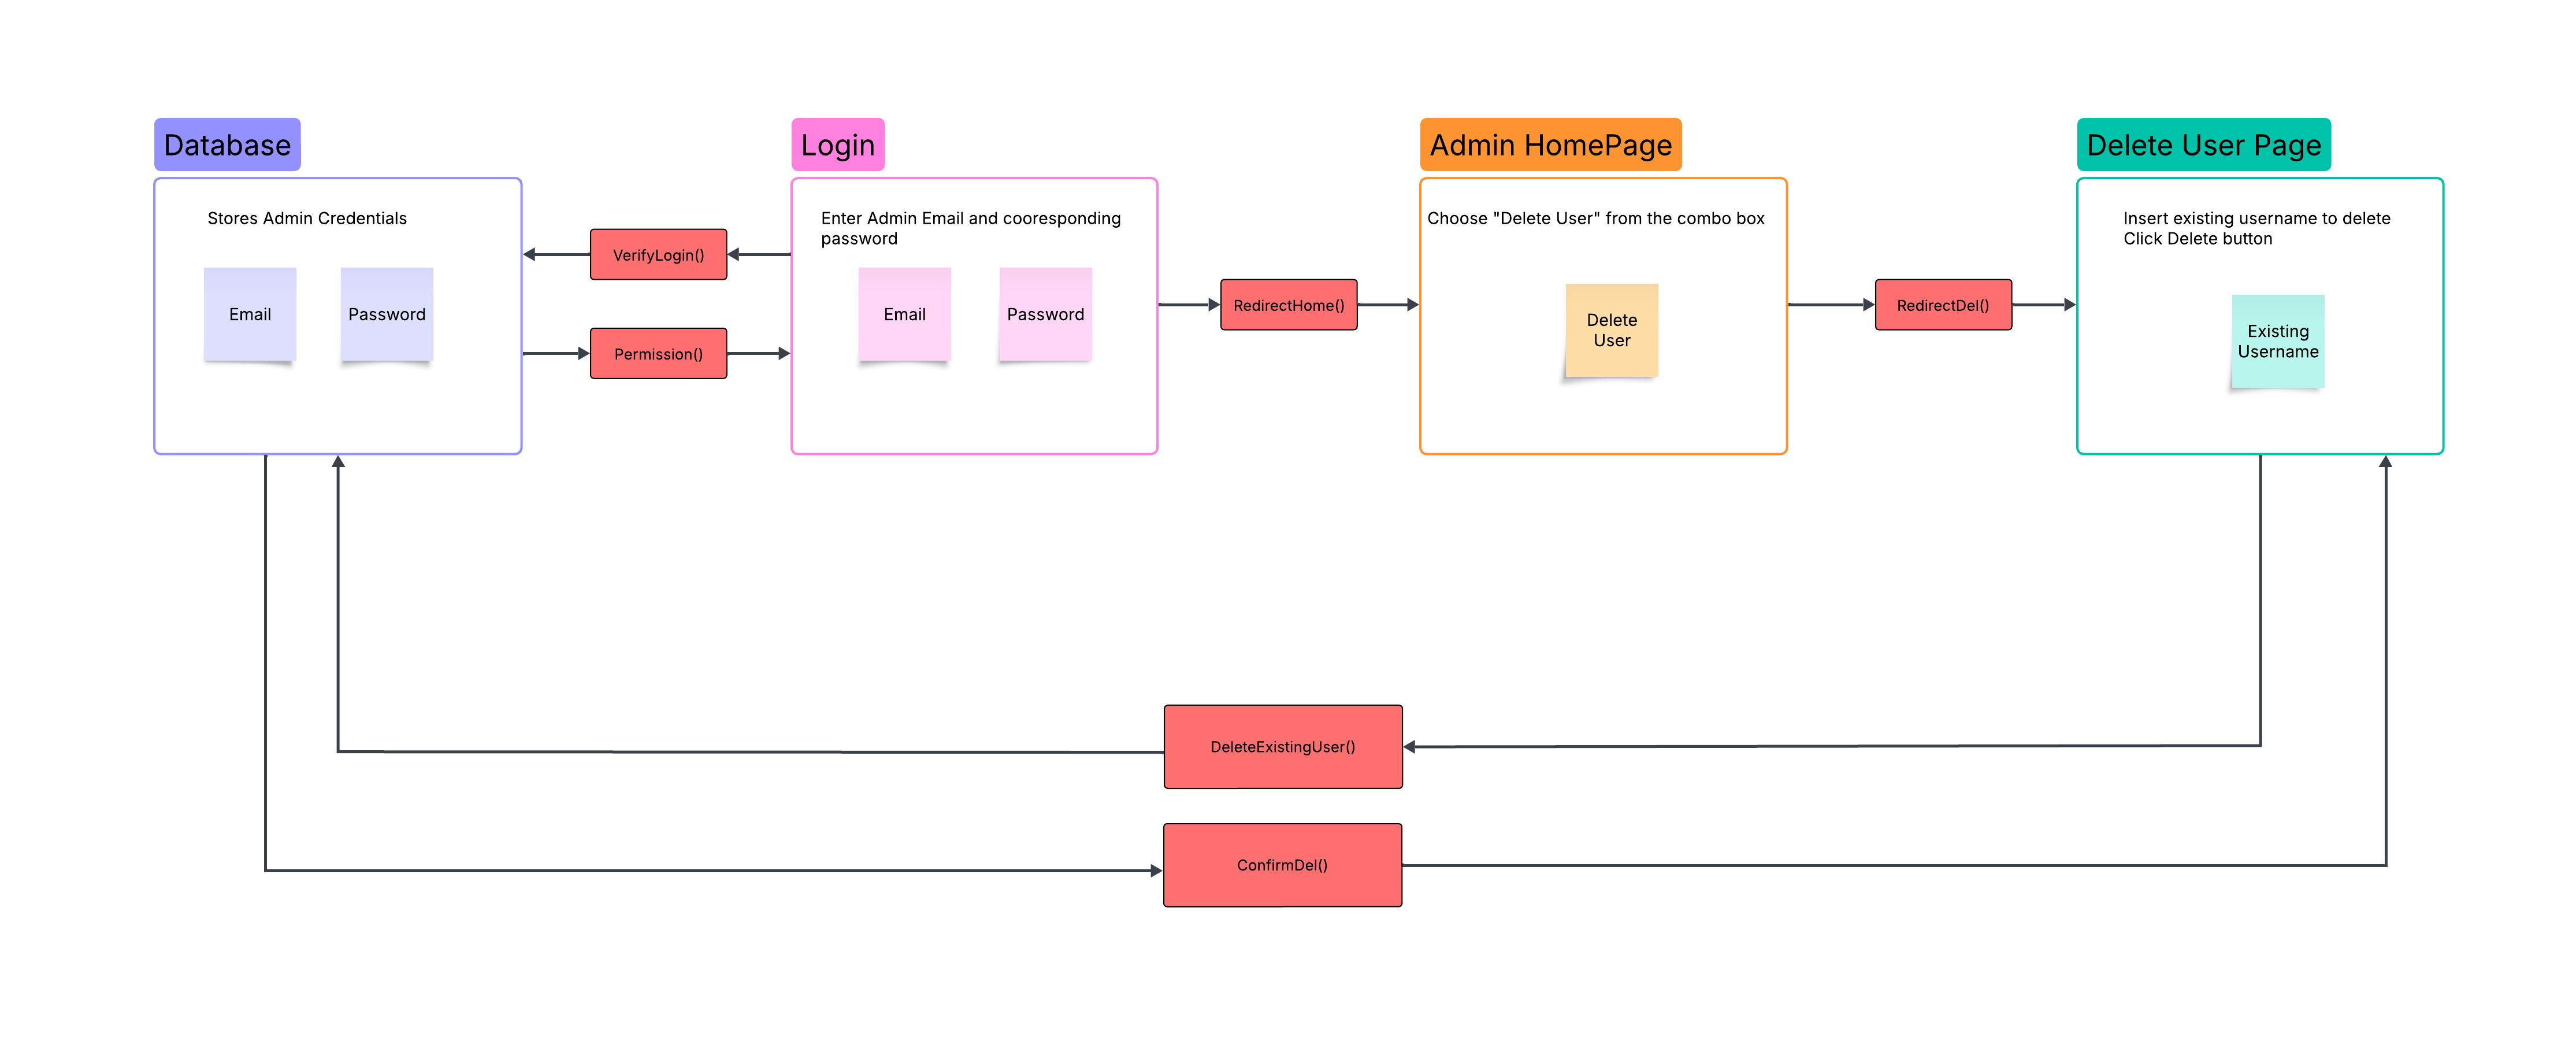 Database
Login
Admin HomePage
Delete User Page
Stores Admin Credentials
Email
Password
VerifyLogin()
Permission()
Enter Admin Email and cooresponding
password
Email
Password
RedirectHome()
Choose "Delete User" from the combo box
Delete
User
RedirectDel()
Insert existing username to delete
Click Delete button
Existing
Username
DeleteExistingUser()
ConfirmDel()